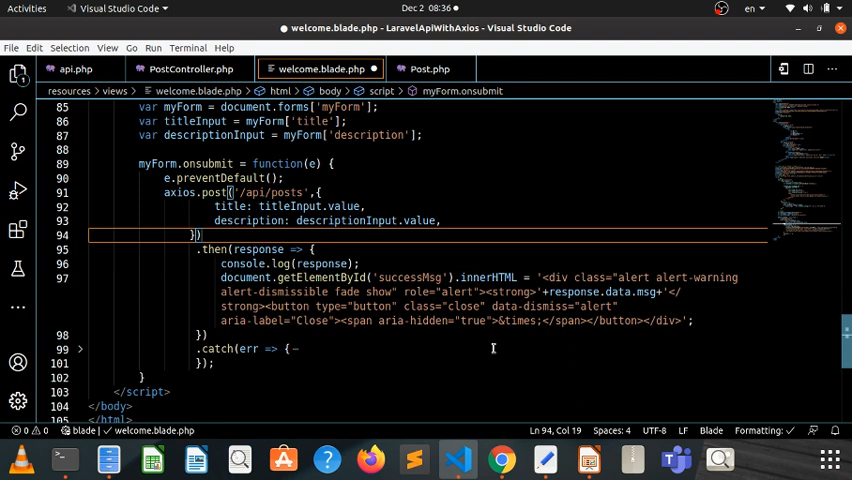 Activities
Visual Studio Code
Dec 2 08:36
en
welcome.blade.php - LaravelApiWithAxios - Visual Studio Code
File Edit Selection View Go Run Terminal Help
api.php
PostController.php
welcome.blade.php
Post.php
resources > views > welcome.blade.php > html > body > script > myForm.onsubmit
85 var myForm = document.forms['myForm'];
86 var titleInput = myForm['title'];
87 var descriptionInput = myForm['description'];
88
89 myForm.onsubmit = function(e) {
90 e.preventDefault();
91 axios.post('/api/posts',{
92 title: titleInput.value,
93 description: descriptionInput.value,
94 })
95 .then(response => {
96 console.log(response);
97 document.getElementById('successMsg').innerHTML = '<div class="alert alert-warning
alert-dismissible fade show" role="alert"><strong>'+response.data.msg+'</
strong><button type="button" class="close" data-dismiss="alert"
aria-label="Close"><span aria-hidden="true">&times;</span></button></div>';
98 })
99 .catch(err => {
101 });
102 }
103 </script>
104 </body>
105 </html>
1
0 0 blade welcome.blade.php Ln 94, Col 19 Spaces: 4 UTF-8 LF Blade Formatting: ✓